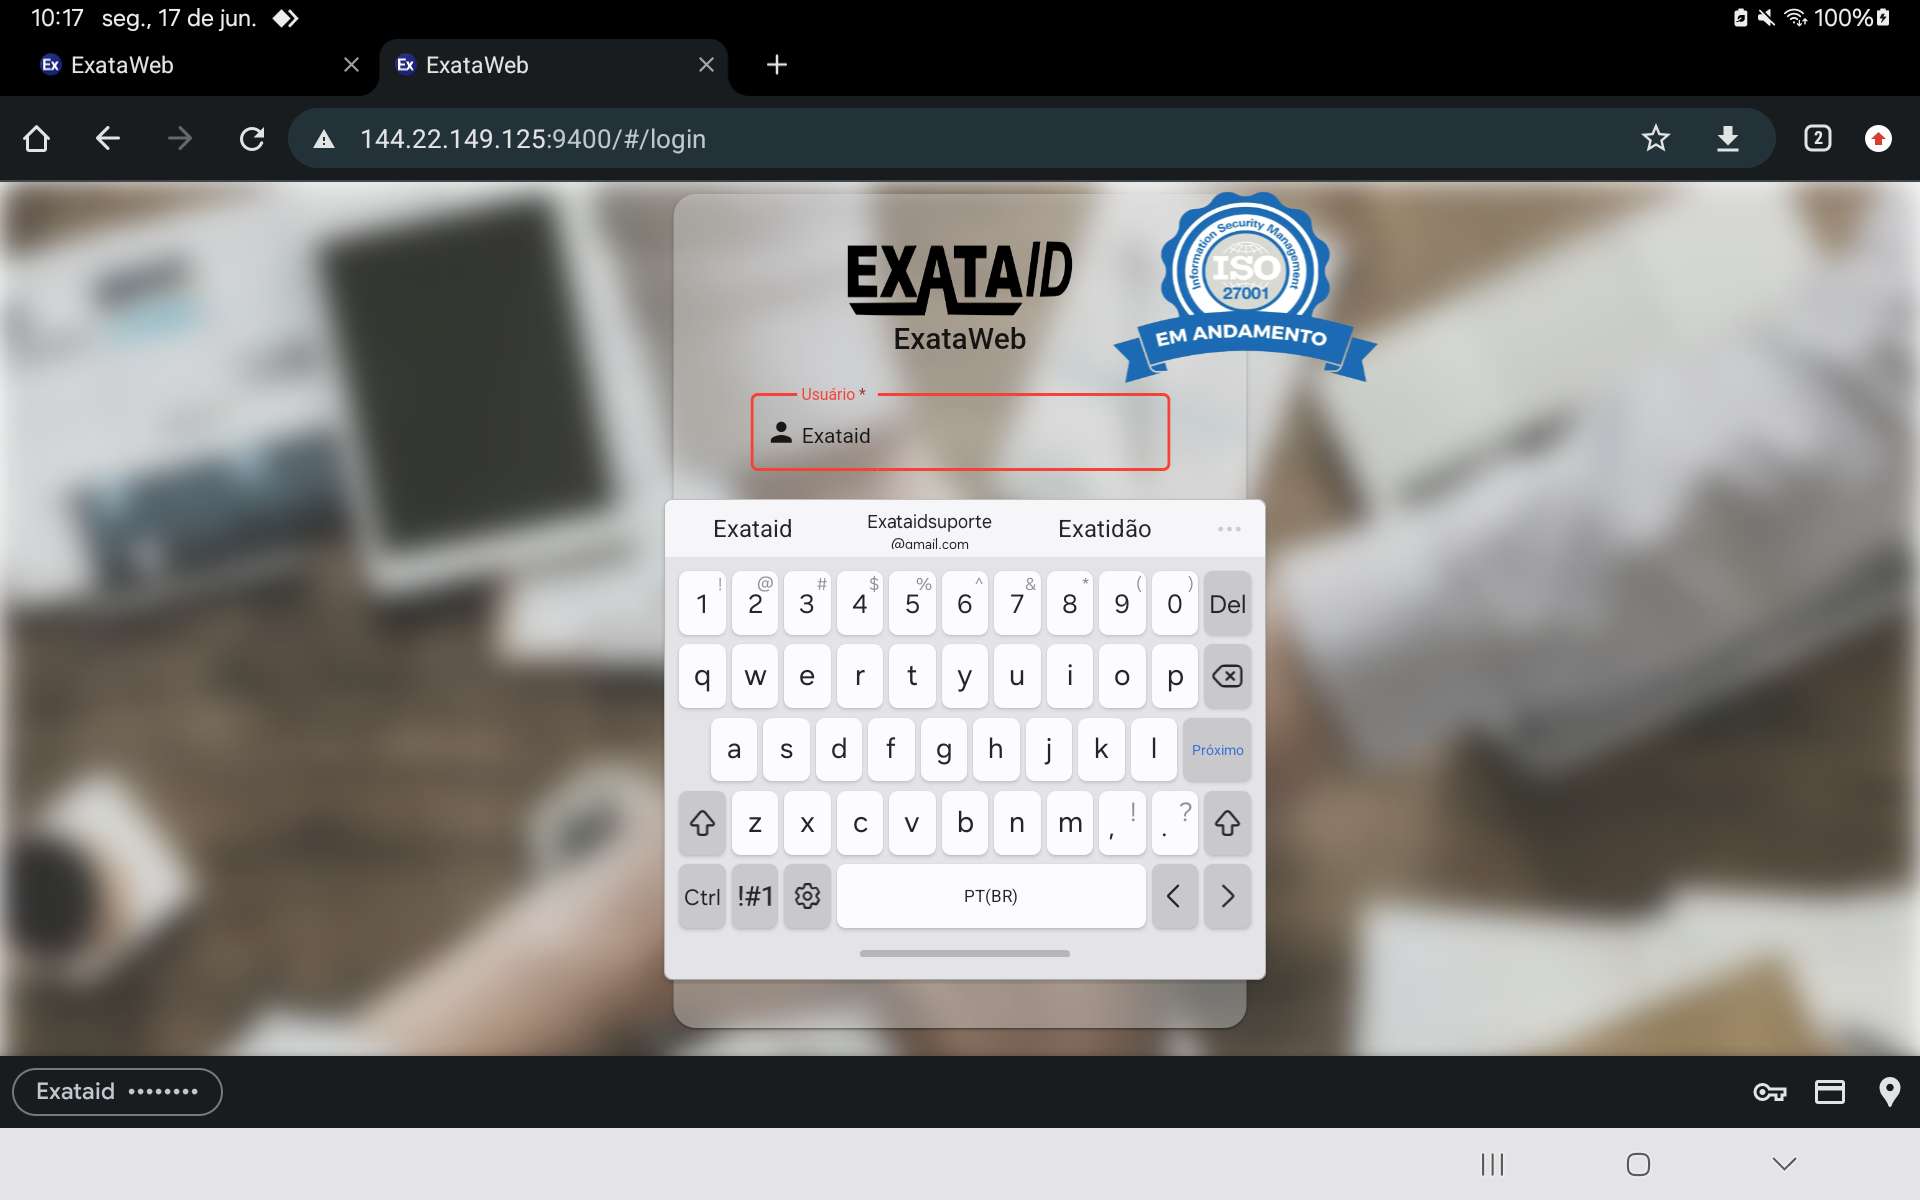 10:17 seg., 17 de jun. 100%
Ex ExataWeb
Ex ExataWeb
144.22.149.125:9400/#/login
2
EXATAID
ExataWeb
Information Security Management
ISO
27001
EM ANDAMENTO
Usuário *
Exataid
Exataid
Exataidsuporte
@gmail.com
Exatidão
...
! @ # $ % ^ & * ( )
1 2 3 4 5 6 7 8 9 0 Del
q w e r t y u i o p
a s d f g h j k l Próximo
z x c v b n m , ! . ?
Ctrl !#1 PT(BR) < >
Exataid ••••••••